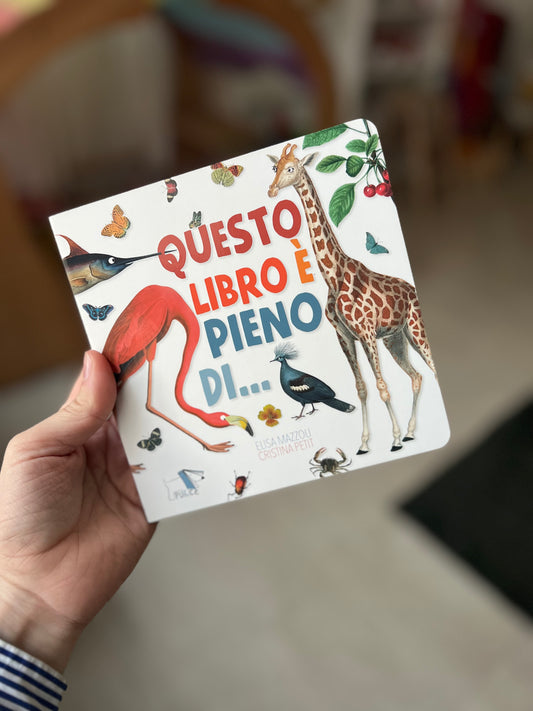 QUESTO
LIBRO È
PIENO
DI...
ELISA MAZZOLI
CRISTINA PETIT